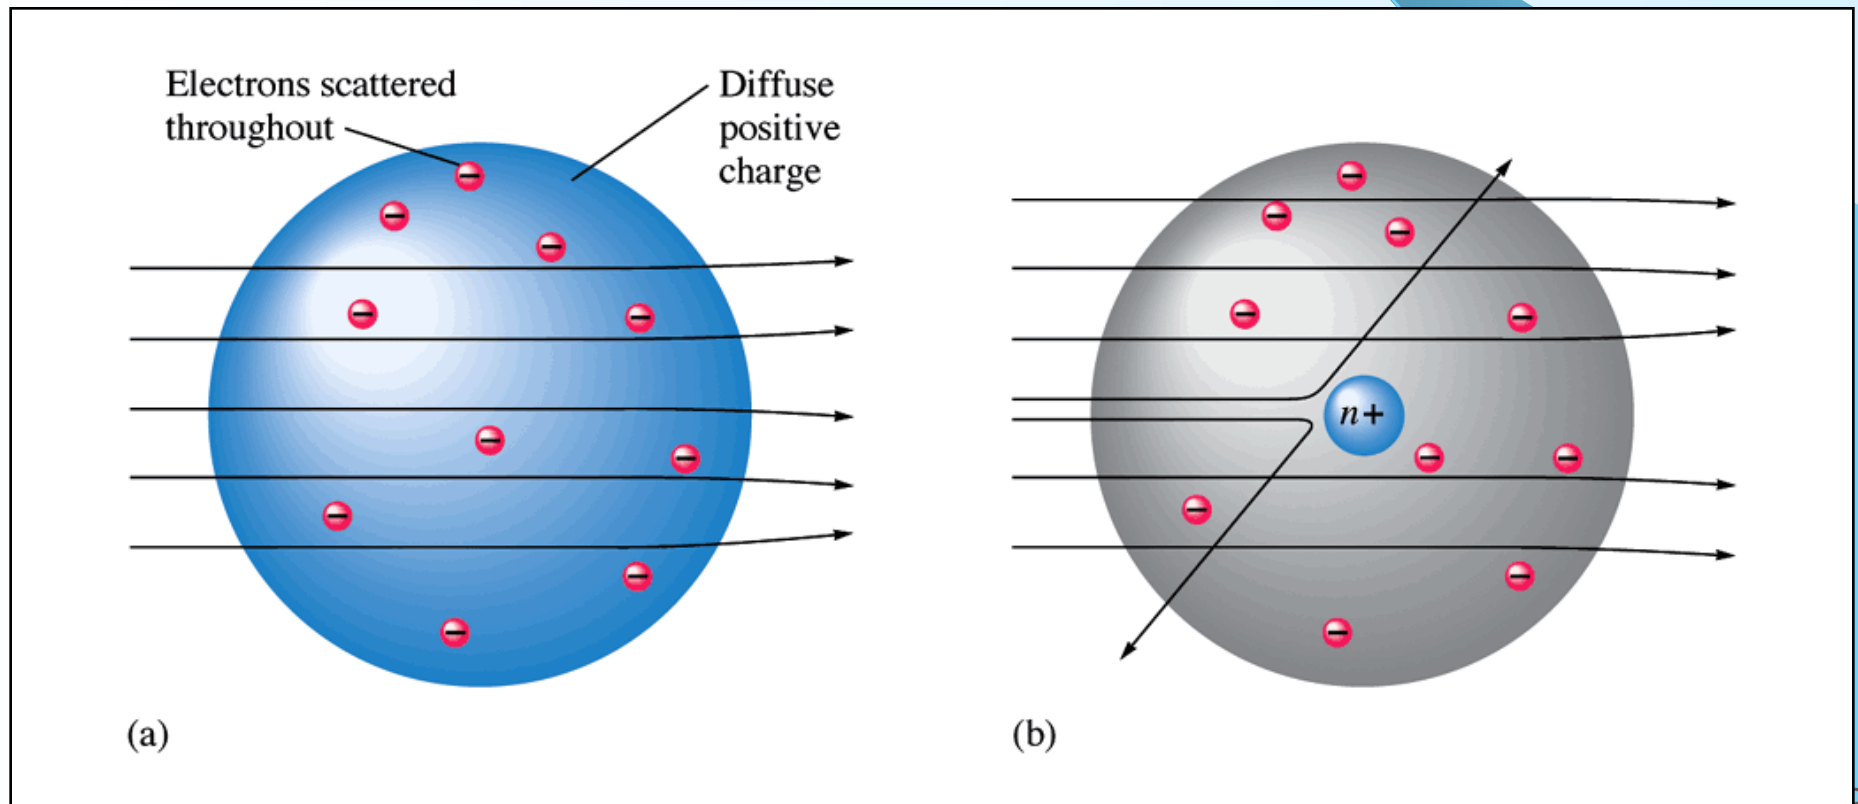 Electrons scattered
throughout
Diffuse
positive
charge
n+
(a)
(b)